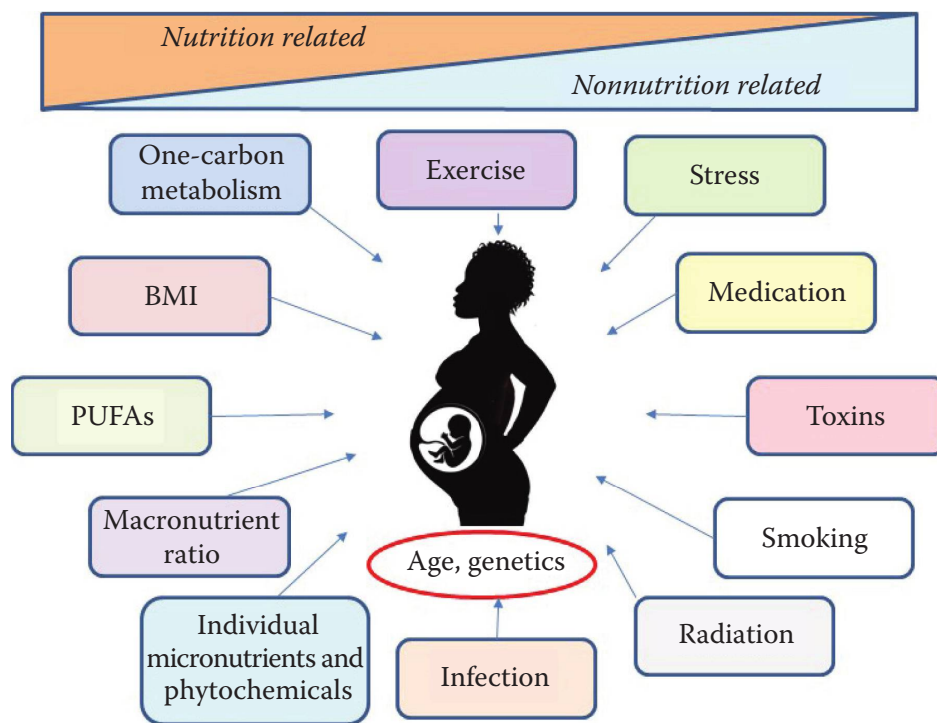 Nutrition related
Nonnutrition related
One-carbon
metabolism
Exercise
Stress
BMI
Medication
PUFAs
Toxins
Macronutrient
ratio
Smoking
Age, genetics
Individual
micronutrients and
phytochemicals
Infection
Radiation